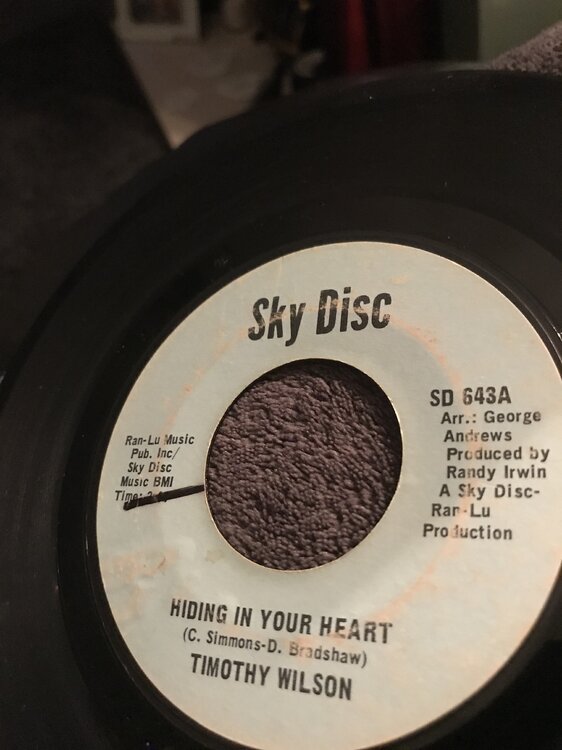 Sky Disc
Ran-Lu Music
Pub. Inc/
Sky Disc
Music BMI
Time:
SD 643A
Arr.: George
Andrews
Produced by
Randy Irwin
A Sky Disc-
Ran-Lu
Production
HIDING IN YOUR HEART
(C. Simmons-D. Bradshaw)
TIMOTHY WILSON